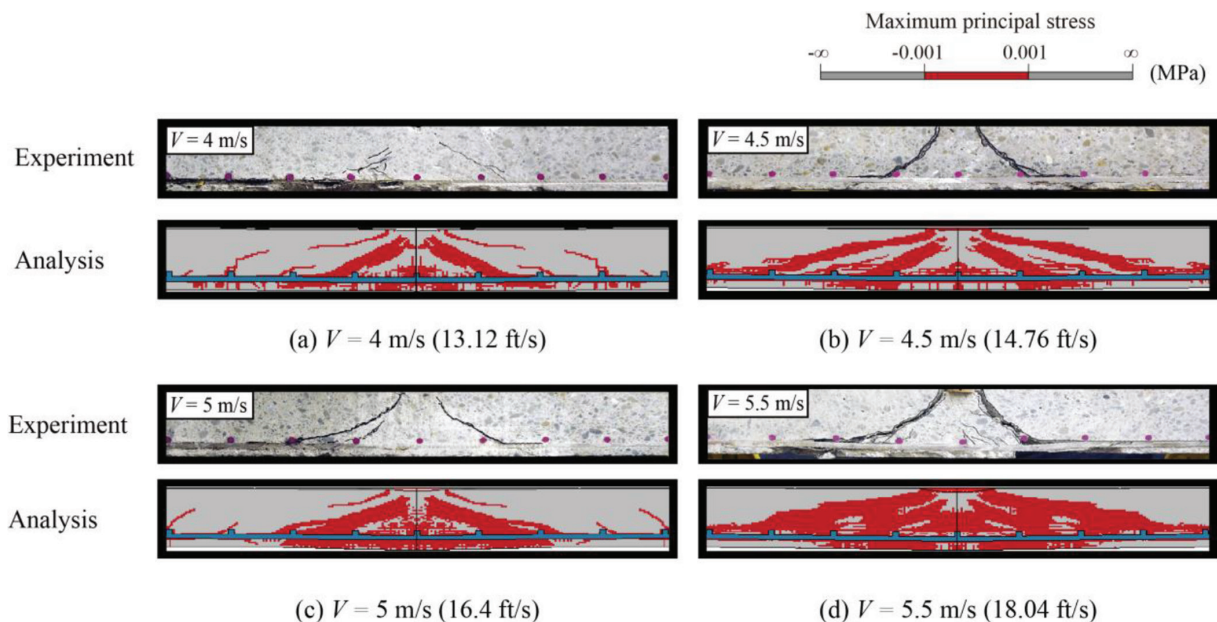 Maximum principal stress
-∞ -0.001 0.001 ∞
(MPa)
Experiment
V = 4 m/s
V = 4.5 m/s
Analysis
(a) V = 4 m/s (13.12 ft/s)
(b) V = 4.5 m/s (14.76 ft/s)
Experiment
V = 5 m/s
V = 5.5 m/s
Analysis
(c) V = 5 m/s (16.4 ft/s)
(d) V = 5.5 m/s (18.04 ft/s)